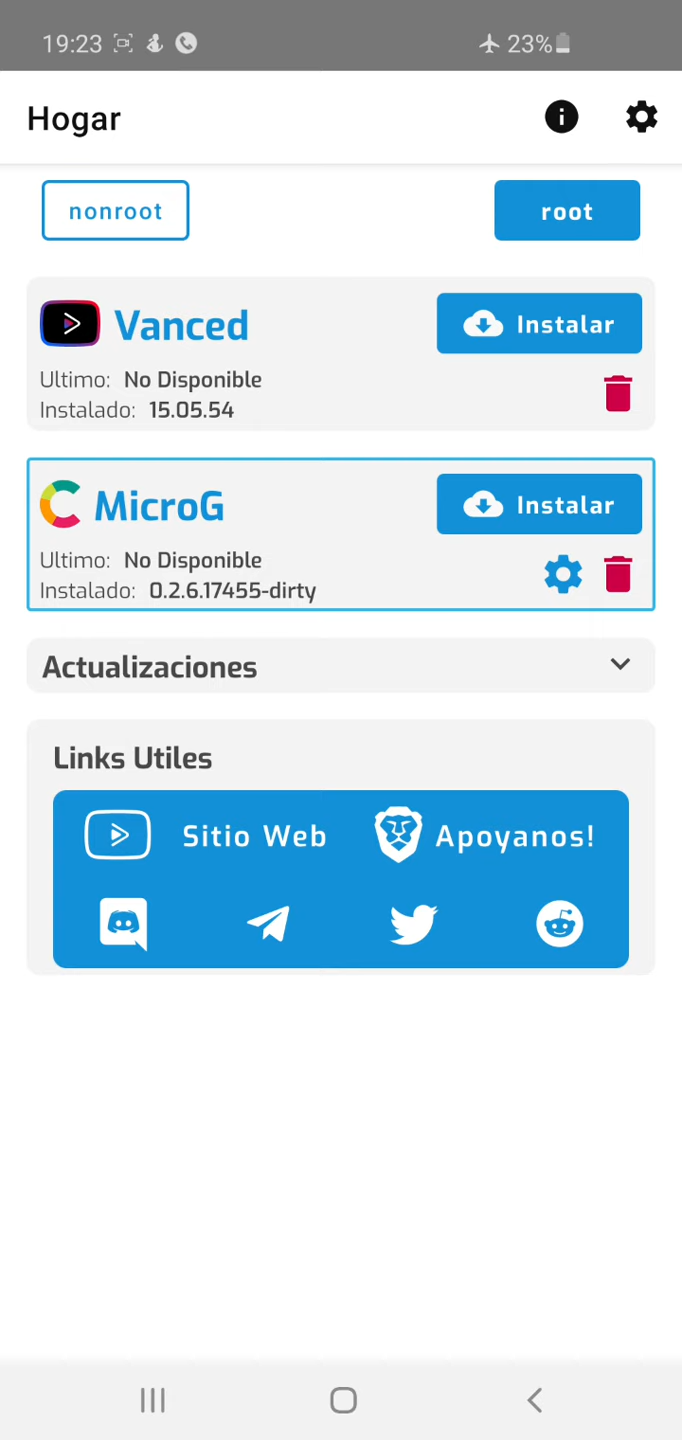 19:23 23%
Hogar
nonroot root
Vanced Instalar
Ultimo: No Disponible
Instalado: 15.05.54
MicroG Instalar
Ultimo: No Disponible
Instalado: 0.2.6.17455-dirty
Actualizaciones
Links Utiles
Sitio Web Apoyanos!